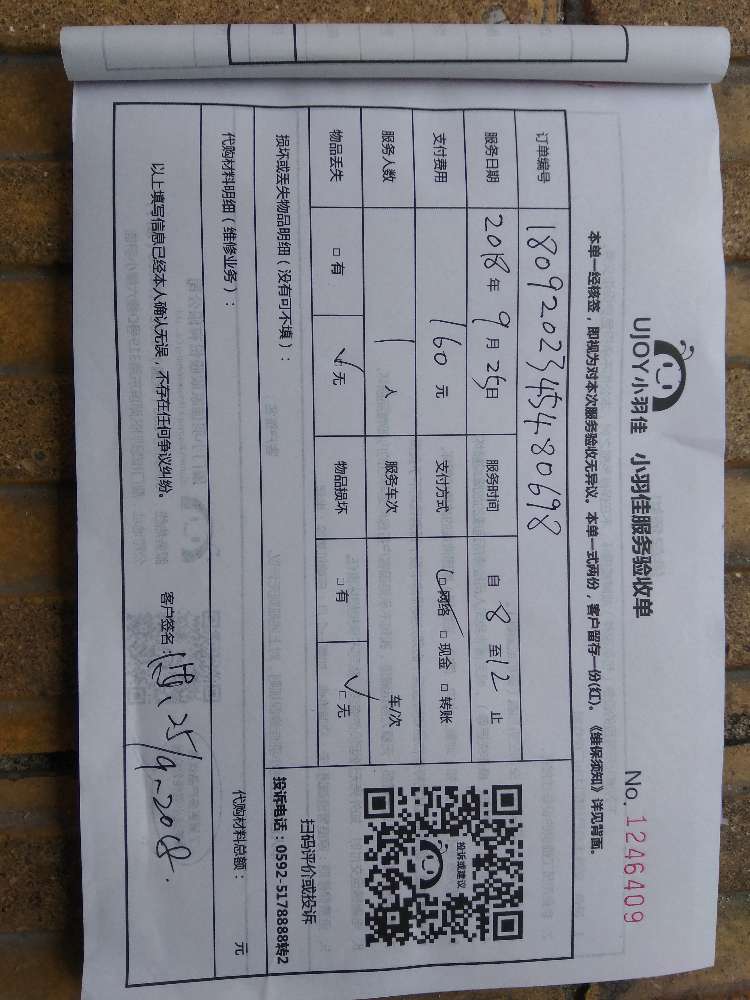 UJOY小羽佳 小羽佳服务验收单
No. 1246409
本单一经核签，即视为对本次服务验收无异议。本单一式两份，客户留存一份(红)。《维保须知》详见背面。
订单编号 1809202345480698
服务日期 2018年9月25日 服务时间 自8至12止
支付费用 160元 支付方式 □网络 □现金 □转账
服务人数 1人 服务车次 车/次
物品丢失 □有 □无 物品损坏 □有 □无
投诉或建议
扫码评价或投诉
投诉电话：0592-5178888转2
损坏或丢失物品明细（没有可不填）：
代购材料明细（维修业务）： 代购材料总额： 元
以上填写信息已经本人确认无误，不存在任何争议纠纷。 客户签名： 25/9-2018.